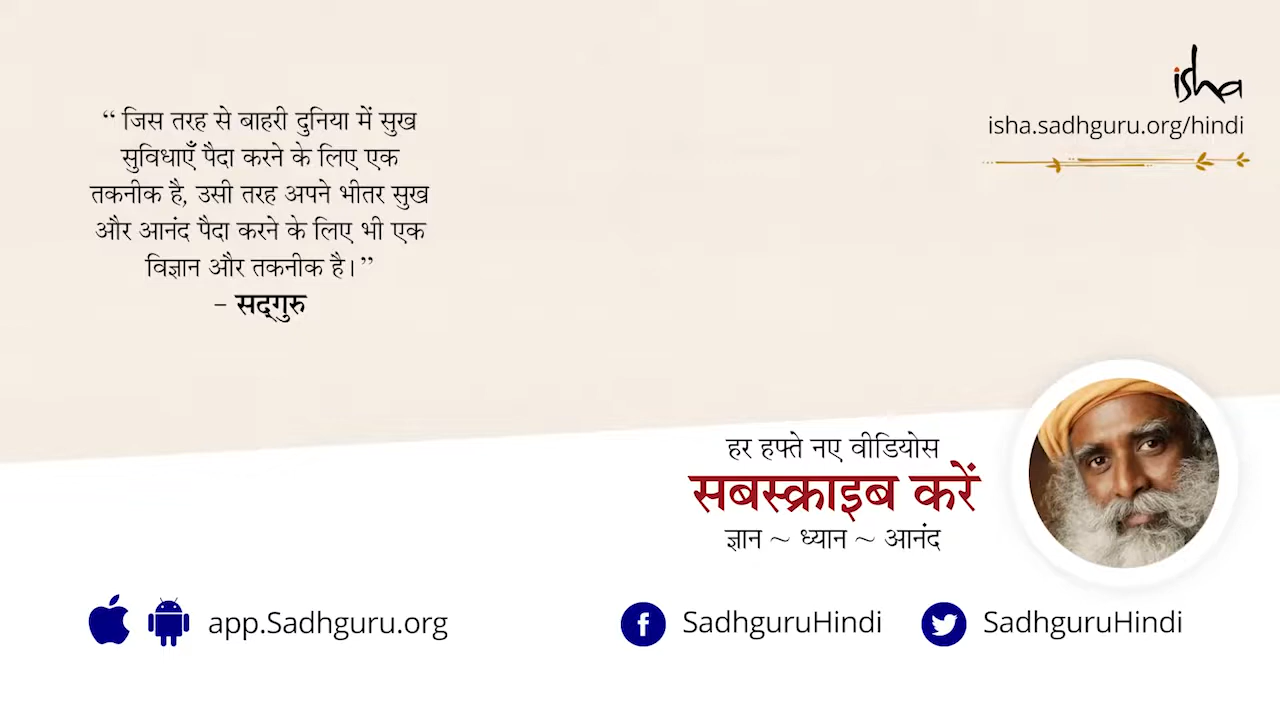 “ जिस तरह से बाहरी दुनिया में सुख
सुविधाएँ पैदा करने के लिए एक
तकनीक है, उसी तरह अपने भीतर सुख
और आनंद पैदा करने के लिए भी एक
विज्ञान और तकनीक है।”
– सद्गुरु
isha
isha.sadhguru.org/hindi
हर हफ्ते नए वीडियोस
सबस्क्राइब करें
ज्ञान ~ ध्यान ~ आनंद
app.Sadhguru.org
SadhguruHindi
SadhguruHindi